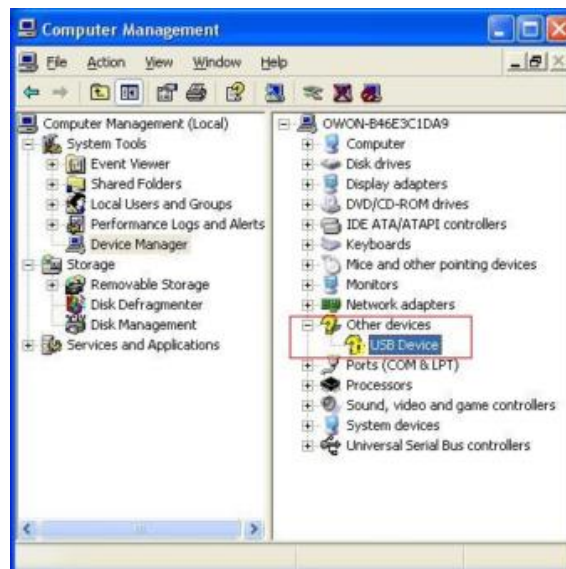 Computer Management
File Action View Window Help
Computer Management (Local)
System Tools
Event Viewer
Shared Folders
Local Users and Groups
Performance Logs and Alerts
Device Manager
Storage
Removable Storage
Disk Defragmenter
Disk Management
Services and Applications
OWON-B46E3C1DA9
Computer
Disk drives
Display adapters
DVD/CD-ROM drives
IDE ATA/ATAPI controllers
Keyboards
Mice and other pointing devices
Monitors
Network adapters
Other devices
USB Device
Ports (COM & LPT)
Processors
Sound, video and game controllers
System devices
Universal Serial Bus controllers